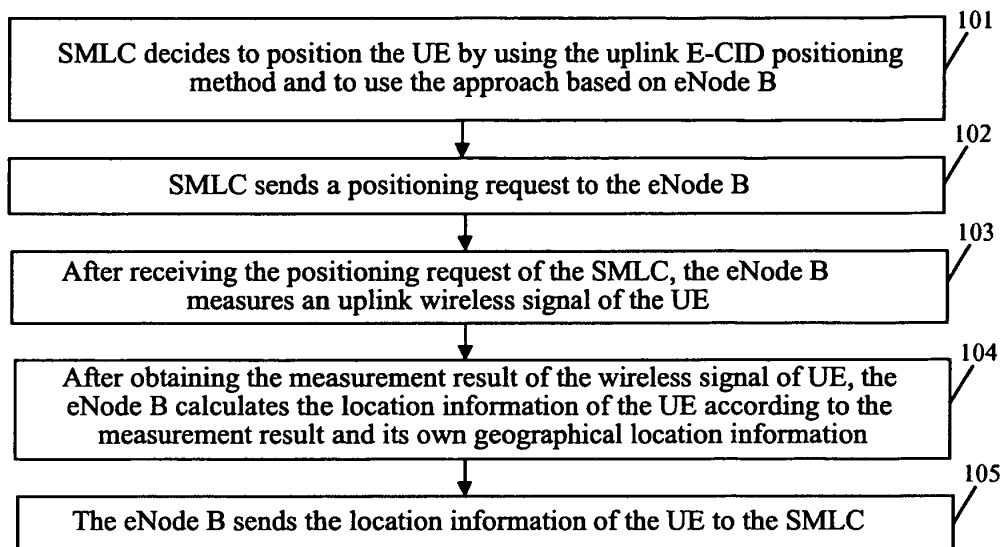 101
SMLC decides to position the UE by using the uplink E-CID positioning
method and to use the approach based on eNode B
102
SMLC sends a positioning request to the eNode B
103
After receiving the positioning request of the SMLC, the eNode B
measures an uplink wireless signal of the UE
104
After obtaining the measurement result of the wireless signal of UE, the
eNode B calculates the location information of the UE according to the
measurement result and its own geographical location information
105
The eNode B sends the location information of the UE to the SMLC